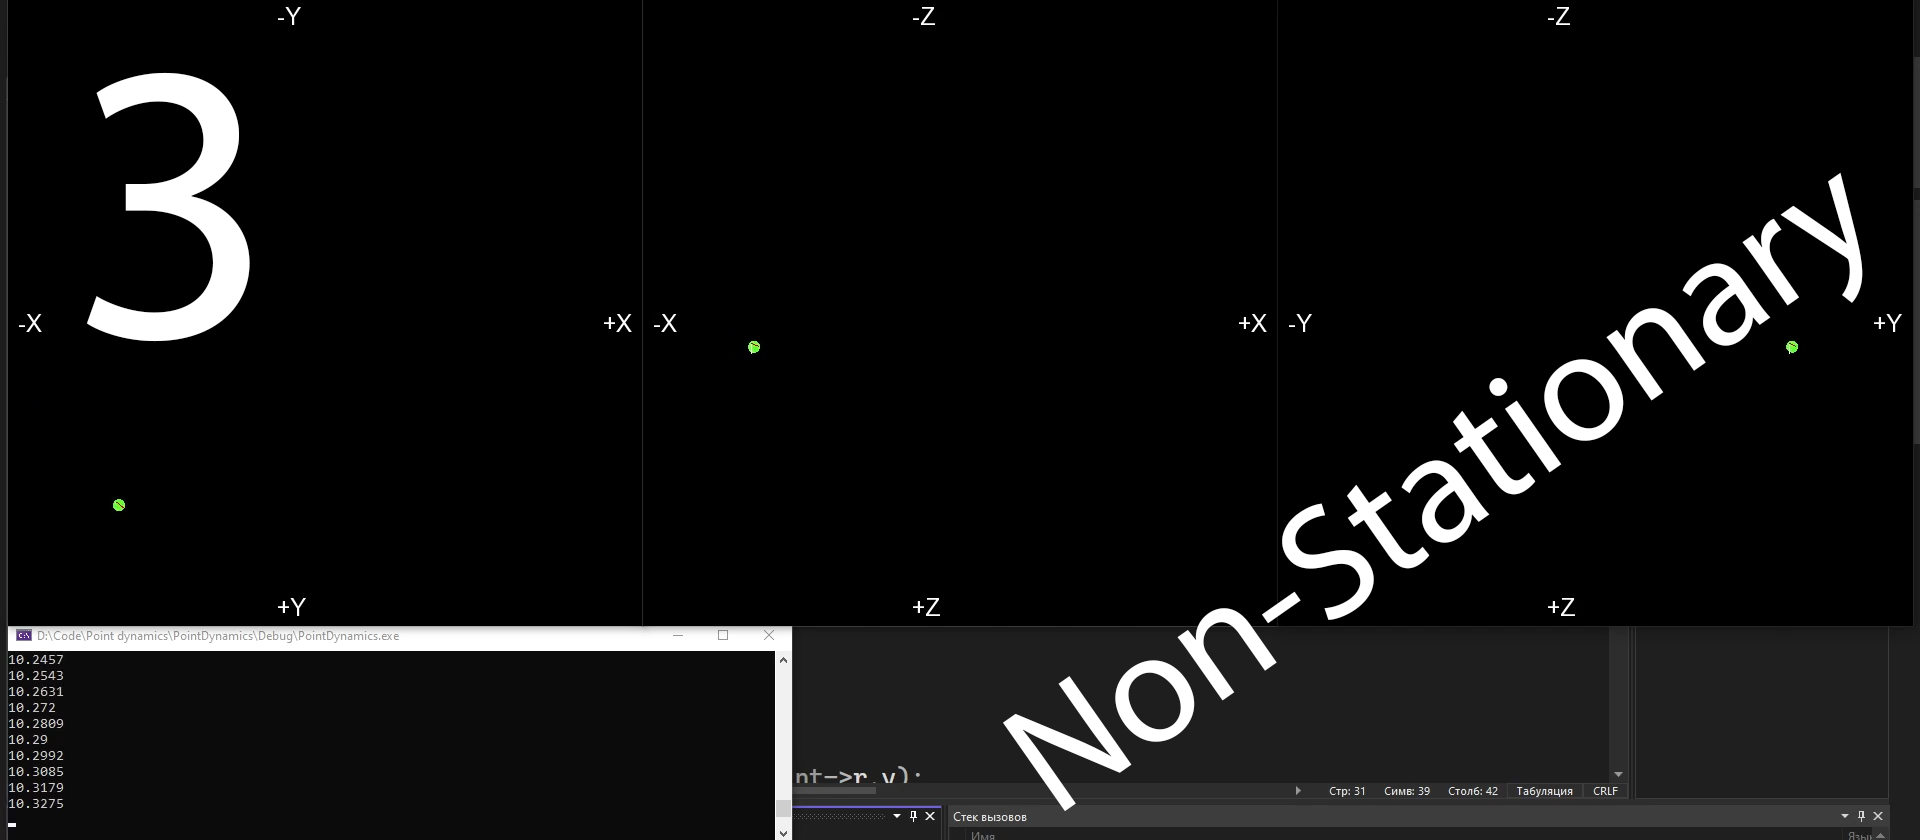 -Y
-Z
-Z
3
-X
+X
-X
+X
-Y
+Y
Non-Stationary
+Y
+Z
+Z
D:\Code\Point dynamics\PointDynamics\Debug\PointDynamics.exe
10.2457
10.2543
10.2631
10.272
10.2809
10.29
10.2992
10.3085
10.3179
10.3275
nt->r.v);
Стр: 31 Симв: 39 Столб: 42 Табуляция CRLF
Стек вызовов
Имя